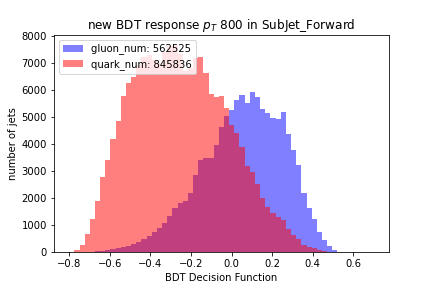 new BDT response p_T 800 in SubJet_Forward
gluon_num: 562525
quark_num: 845836
number of jets
8000
7000
6000
5000
4000
3000
2000
1000
0
−0.8 −0.6 −0.4 −0.2 0.0 0.2 0.4 0.6
BDT Decision Function